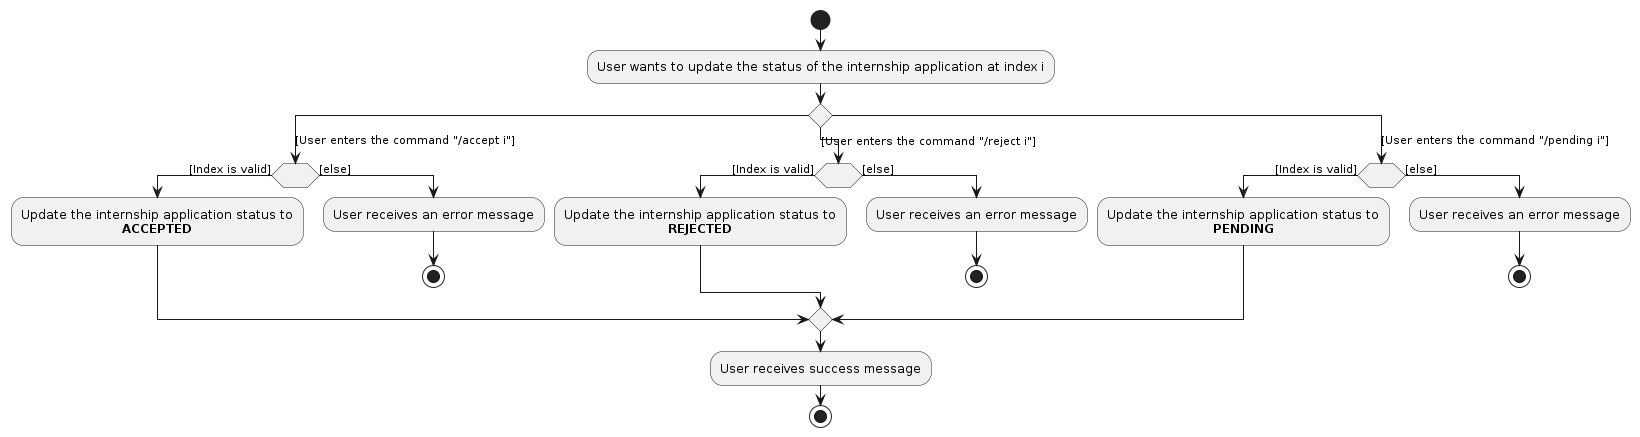 User wants to update the status of the internship application at index i
[User enters the command "/accept i"]
[User enters the command "/reject i"]
[User enters the command "/pending i"]
[Index is valid]
[else]
[Index is valid]
[else]
[Index is valid]
[else]
Update the internship application status to
ACCEPTED
User receives an error message
Update the internship application status to
REJECTED
User receives an error message
Update the internship application status to
PENDING
User receives an error message
User receives success message